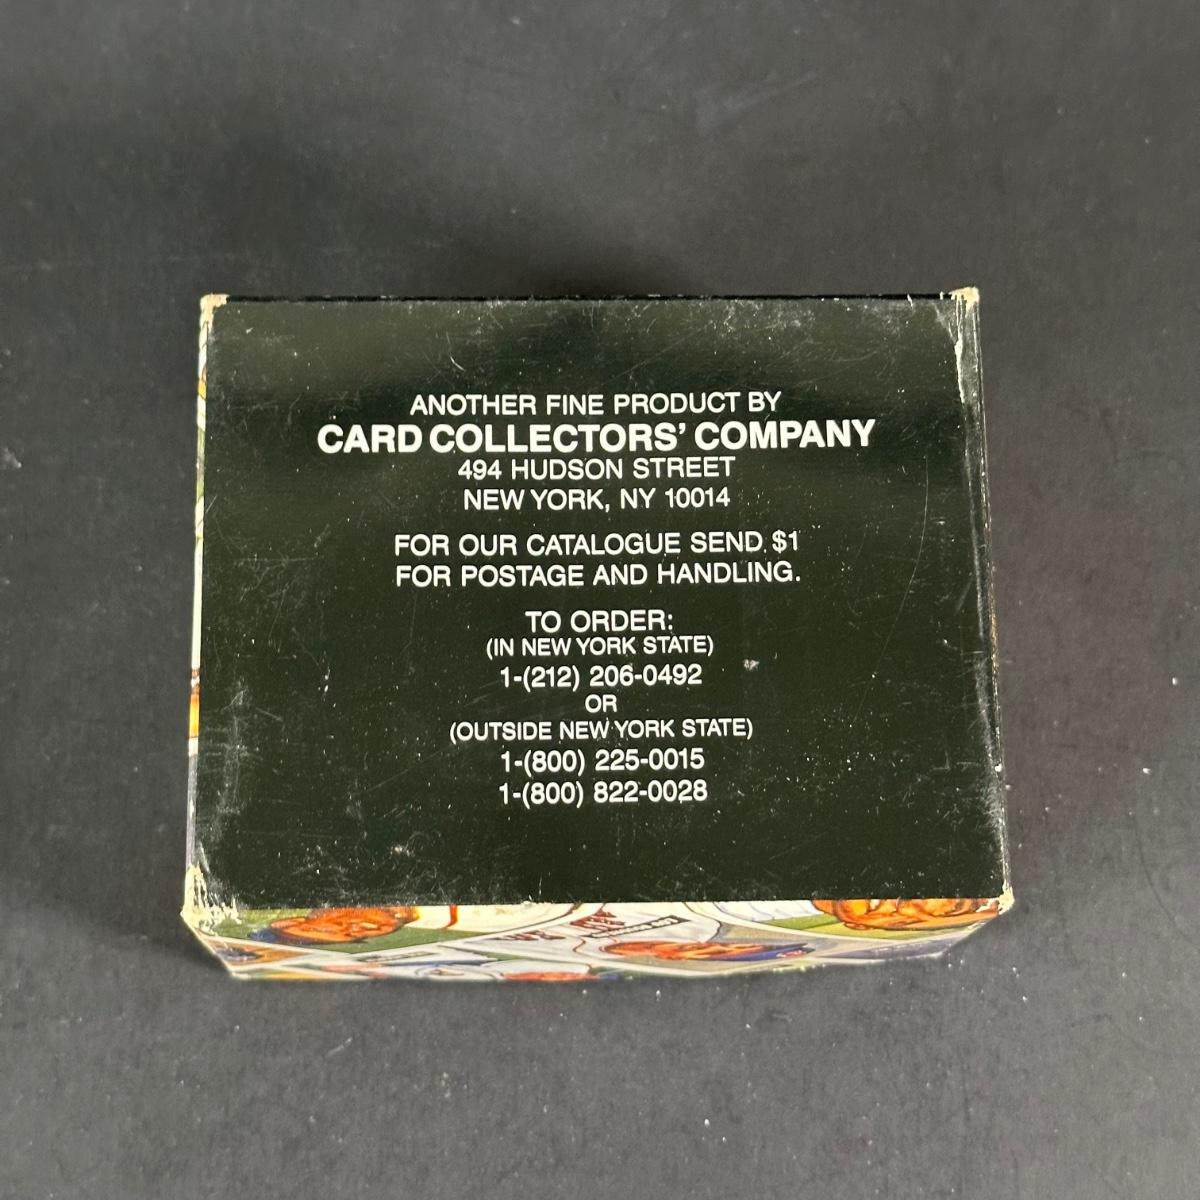 ANOTHER FINE PRODUCT BY
CARD COLLECTORS' COMPANY
494 HUDSON STREET
NEW YORK, NY 10014
FOR OUR CATALOGUE SEND $1
FOR POSTAGE AND HANDLING.
TO ORDER:
(IN NEW YORK STATE)
1-(212) 206-0492
OR
(OUTSIDE NEW YORK STATE)
1-(800) 225-0015
1-(800) 822-0028